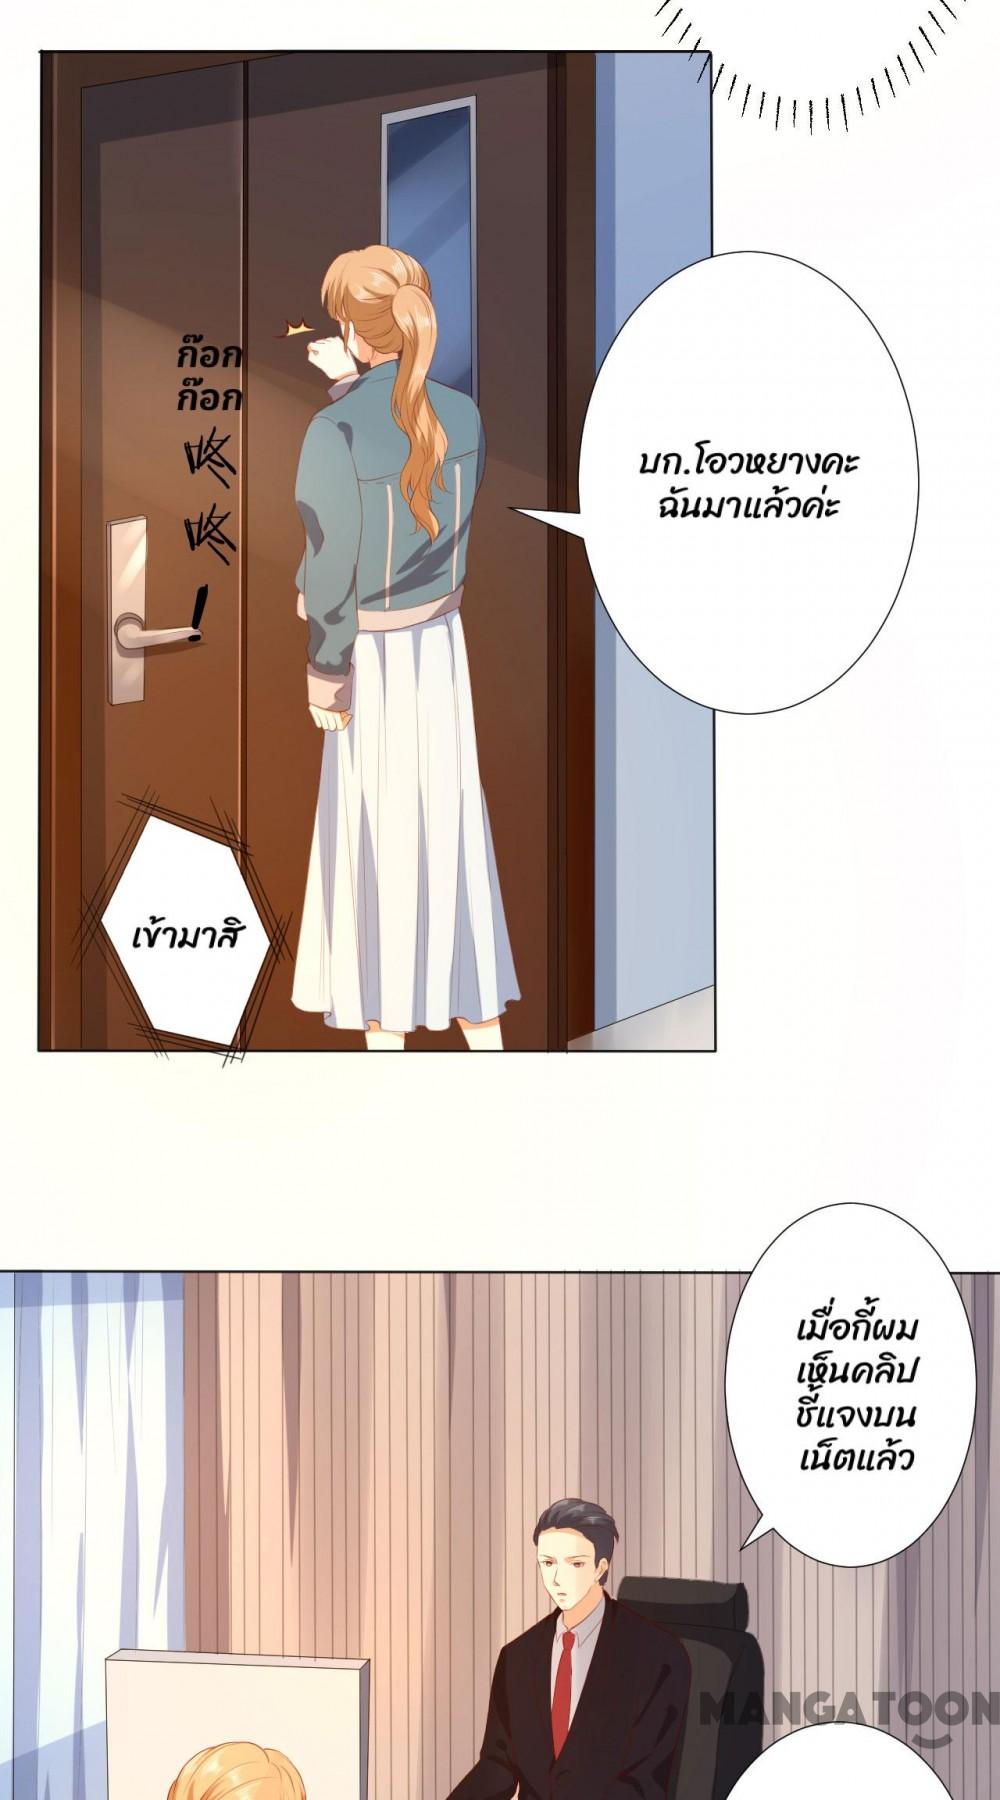 ก๊อก
ก๊อก
咚
咚
!
บก.โอวหยางคะ
ฉันมาแล้วค่ะ
เข้ามาสิ
เมื่อกี้ผม
เห็นคลิป
ชี้แจงบน
เน็ตแล้ว
MANGATOON